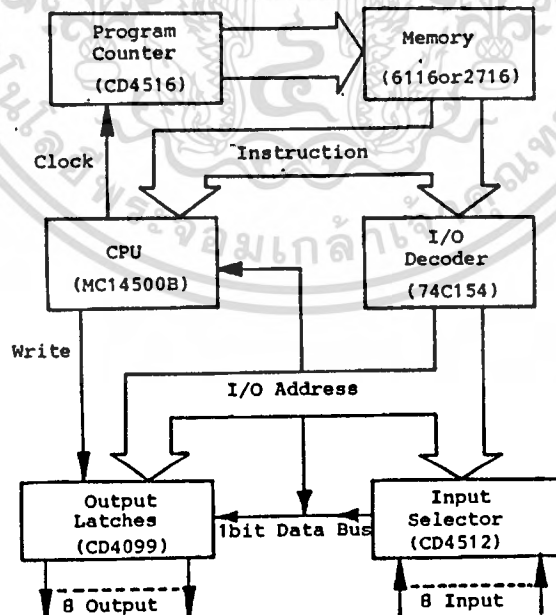 Program
Counter
(CD4516)
Memory
(6116or2716)
Clock
Instruction
CPU
(MC14500B)
I/O
Decoder
(74C154)
Write
I/O Address
Output
Latches
(CD4099)
1bit Data Bus
Input
Selector
(CD4512)
8 Output
8 Input